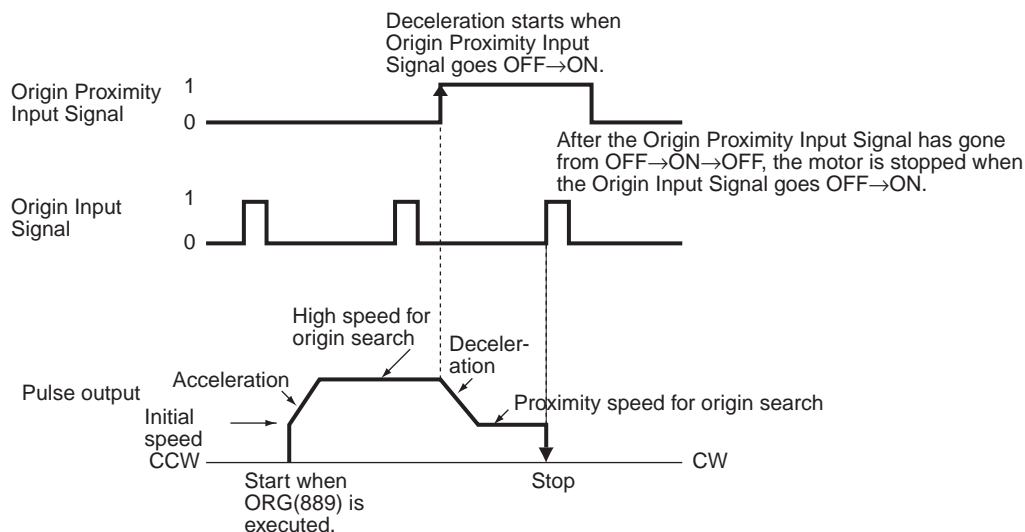 Deceleration starts when
Origin Proximity Input
Signal goes OFF→ON.
Origin Proximity
Input Signal
1
0
After the Origin Proximity Input Signal has gone
from OFF→ON→OFF, the motor is stopped when
the Origin Input Signal goes OFF→ON.
Origin Input
Signal
1
0
High speed for
origin search
Deceler-
ation
Acceleration
Pulse output
Proximity speed for origin search
Initial
speed
CCW
CW
Start when
ORG(889) is
executed.
Stop